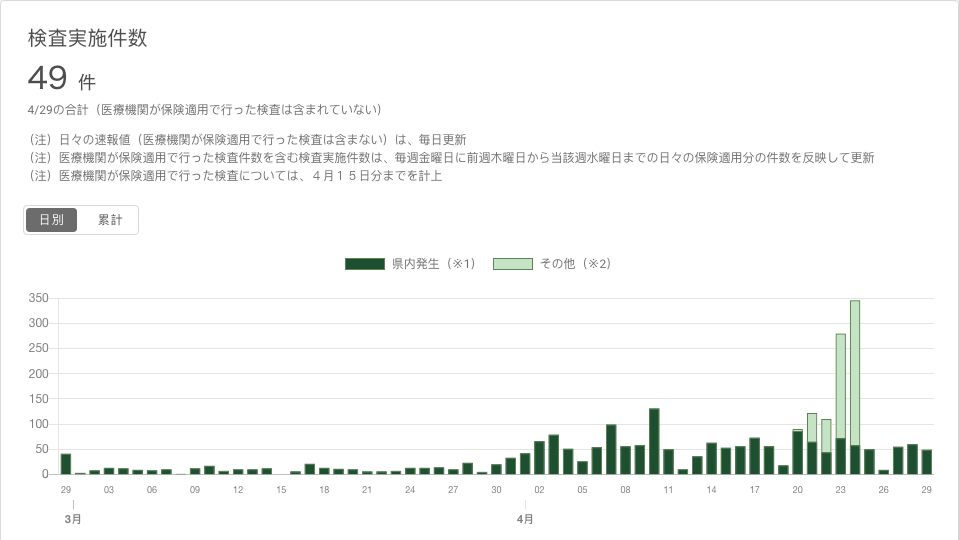 検査実施件数
49 件
4/29の合計（医療機関が保険適用で行った検査は含まれていない）
（注）日々の速報値（医療機関が保険適用で行った検査は含まない）は、毎日更新
（注）医療機関が保険適用で行った検査件数を含む検査実施件数は、毎週金曜日に前週木曜日から当該週水曜日までの日々の保険適用分の件数を反映して更新
（注）医療機関が保険適用で行った検査については、４月１５日分までを計上
日別 累計
県内発生（※1） その他（※2）
350
300
250
200
150
100
50
0
29 03 06 09 12 15 18 21 24 27 30 02 05 08 11 14 17 20 23 26 29
3月 4月